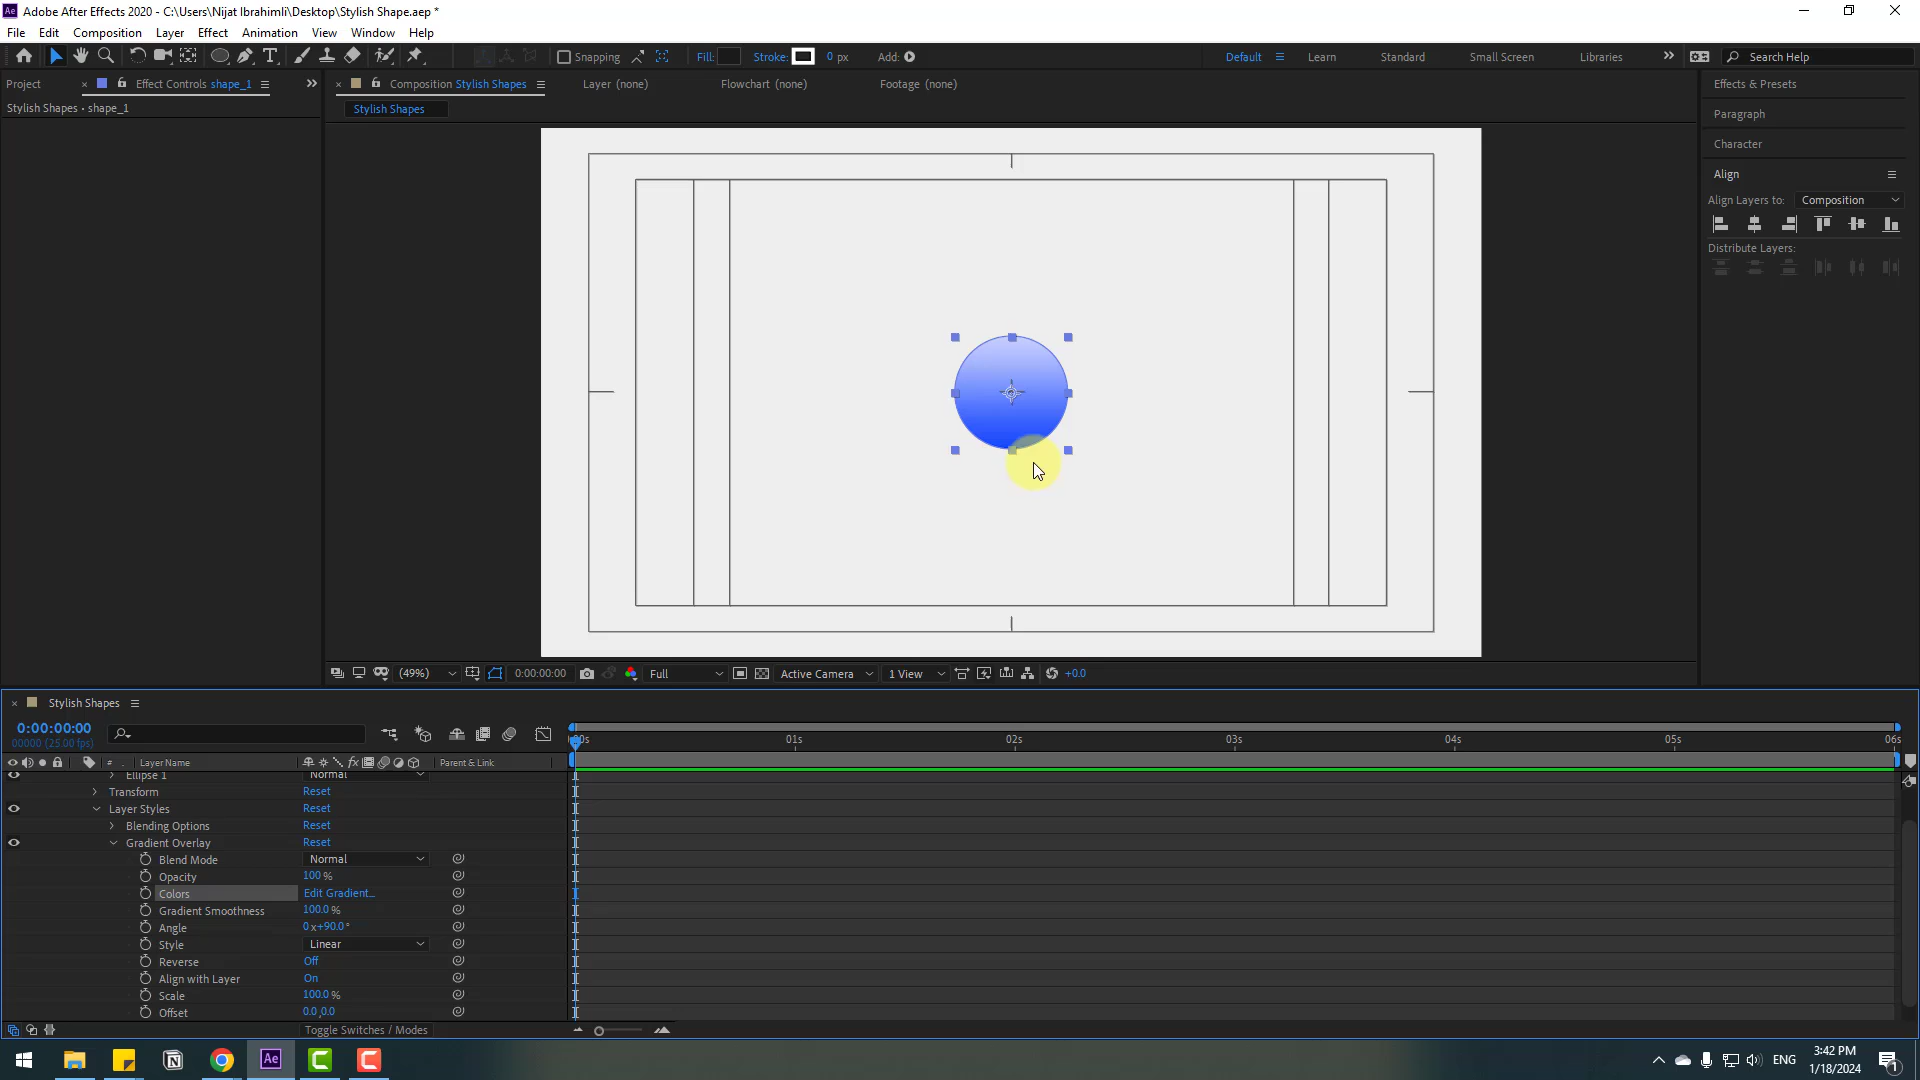 Adobe After Effects 2020 - C:\Users\Nijat Ibrahimli\Desktop\Stylish Shape.aep *
File Edit Composition Layer Effect Animation View Window Help
Snapping Fill: Stroke: 0 px Add: Default Learn Standard Small Screen Libraries Search Help
Project Effect Controls shape_1 Composition Stylish Shapes Layer (none) Flowchart (none) Footage (none) Effects & Presets
Stylish Shapes • shape_1 Stylish Shapes
Paragraph
Character
Align
Align Layers to: Composition
Distribute Layers:
(49%) 0:00:00:00 Full Active Camera 1 View +0.0
Stylish Shapes
0:00:00:00
00000 (25.00 fps)
:00s 01s 02s 03s 04s 05s 06s
# . Layer Name Parent & Link
Ellipse 1 Normal
Transform Reset
Layer Styles Reset
Blending Options Reset
Gradient Overlay Reset
Blend Mode Normal
Opacity 100 %
Colors Edit Gradient...
Gradient Smoothness 100.0 %
Angle 0 x+90.0 °
Style Linear
Reverse Off
Align with Layer On
Scale 100.0 %
Offset 0.0 ,0.0
Toggle Switches / Modes
Ae ENG 3:42 PM
1/18/2024
1